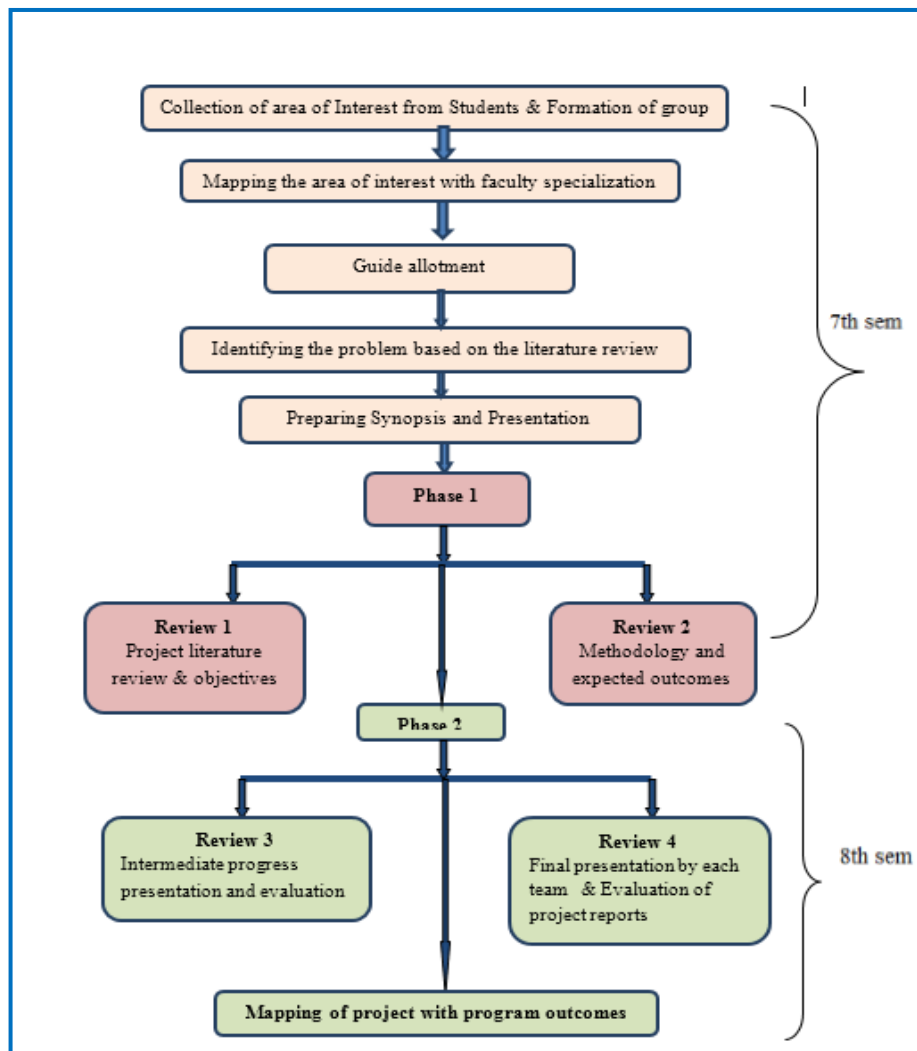 Collection of area of Interest from Students & Formation of group
Mapping the area of interest with faculty specialization
Guide allotment
7th sem
Identifying the problem based on the literature review
Preparing Synopsis and Presentation
Phase 1
Review 1
Project literature
review & objectives
Review 2
Methodology and
expected outcomes
Phase 2
Review 3
Intermediate progress
presentation and evaluation
Review 4
Final presentation by each
team & Evaluation of
project reports
8th sem
Mapping of project with program outcomes